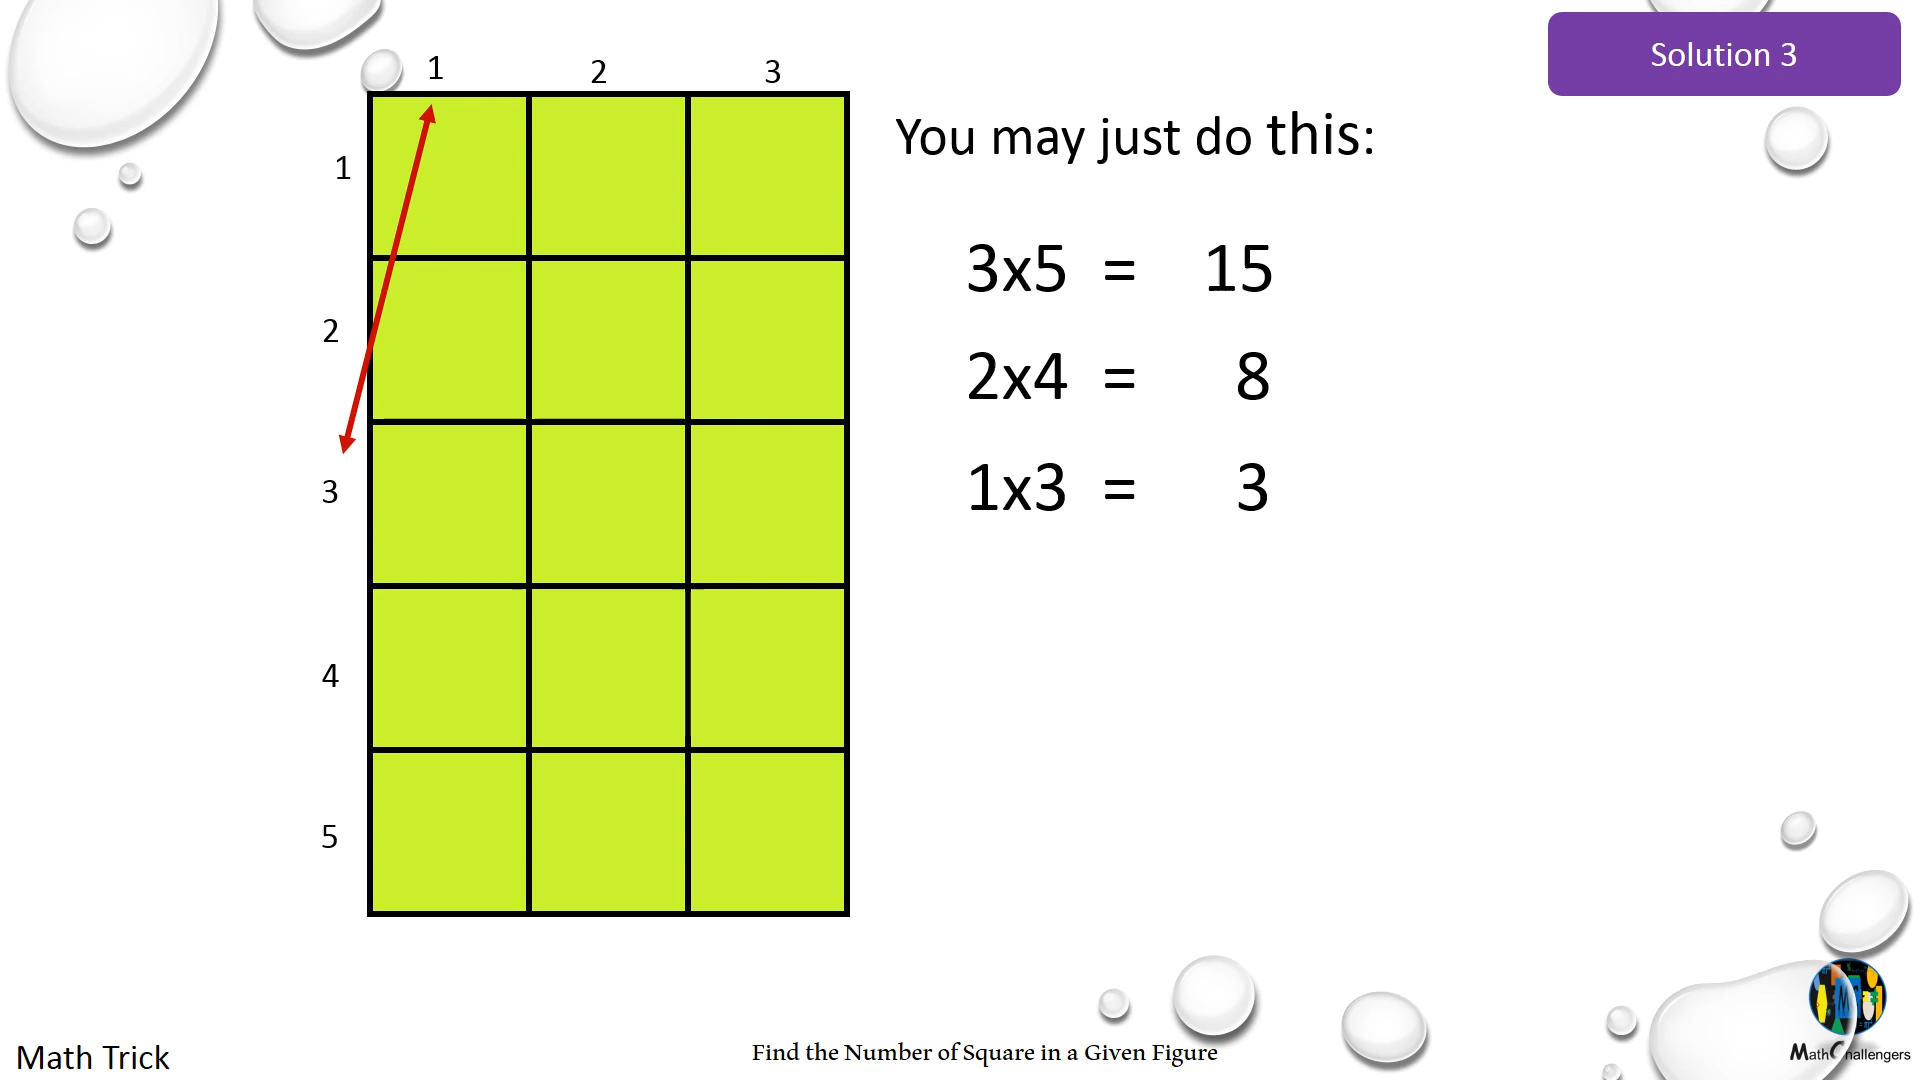 Solution 3
1 2 3
You may just do this:
1
3x5 = 15
2
2x4 = 8
3
1x3 = 3
4
5
Math Trick
Find the Number of Square in a Given Figure
MathChallengers